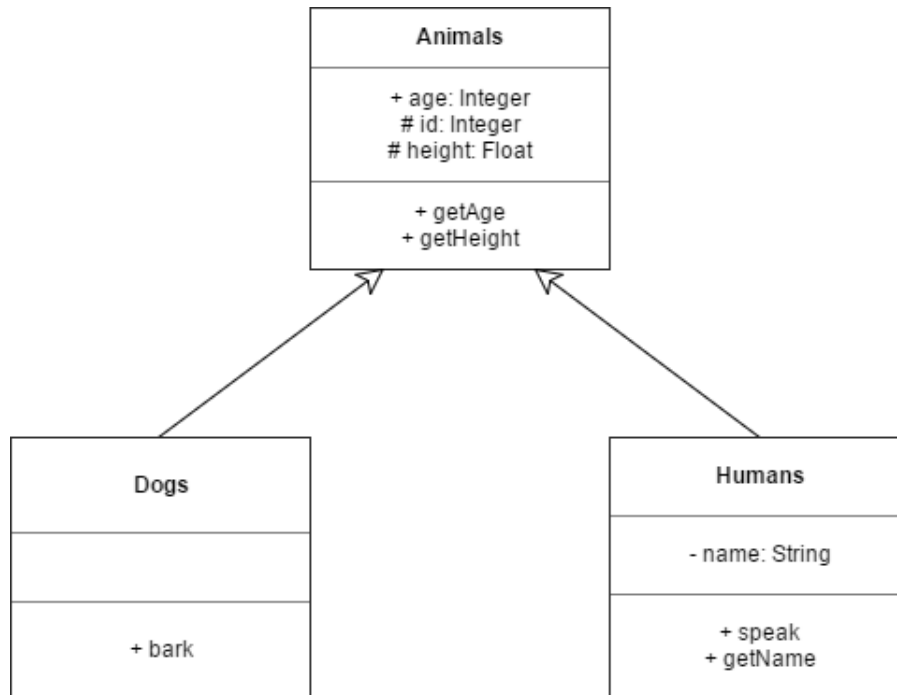 Animals
+ age: Integer
# id: Integer
# height: Float
+ getAge
+ getHeight
Dogs
+ bark
Humans
- name: String
+ speak
+ getName